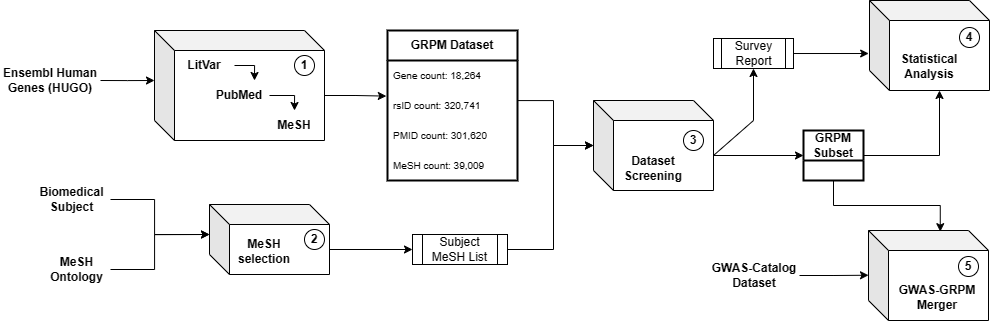 Ensembl Human
Genes (HUGO)
LitVar
1
PubMed
MeSH
GRPM Dataset
Gene count: 18,264
rsID count: 320,741
PMID count: 301,620
MeSH count: 39,009
Biomedical
Subject
MeSH
Ontology
MeSH
selection
2
Subject
MeSH List
3
Dataset
Screening
Survey
Report
4
Statistical
Analysis
GRPM
Subset
GWAS-Catalog
Dataset
5
GWAS-GRPM
Merger